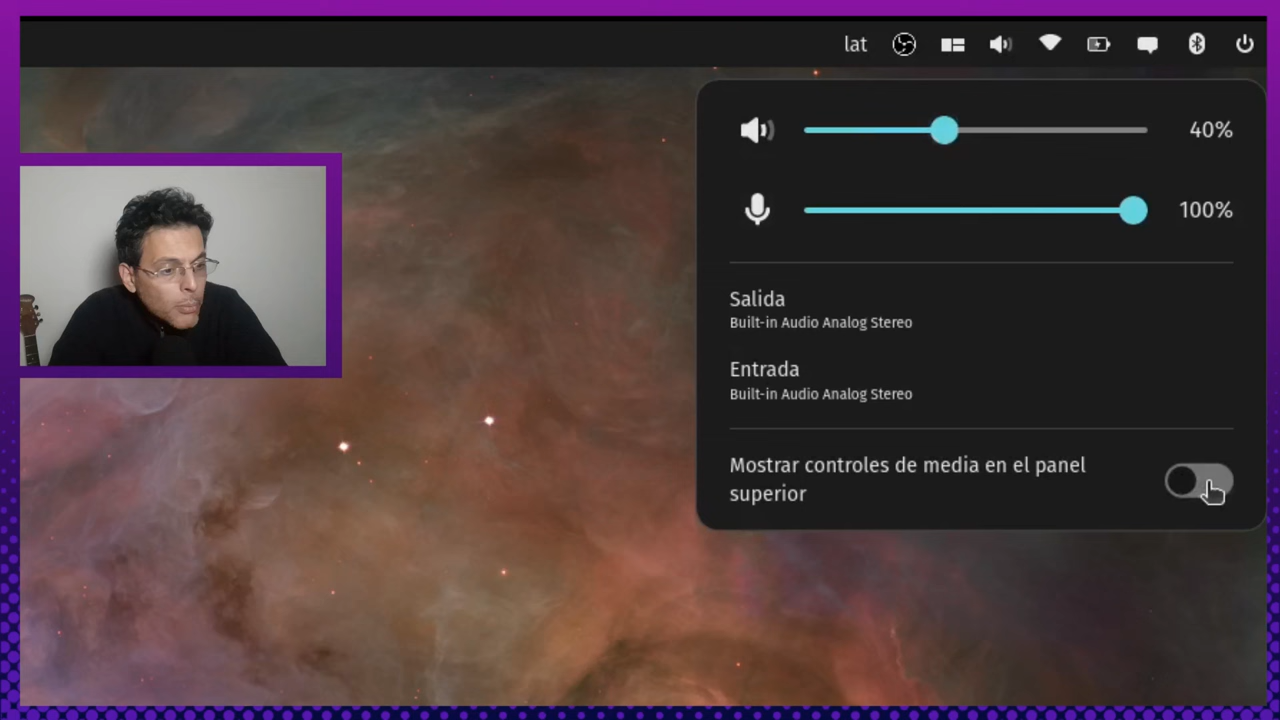 lat
40%
100%
Salida
Built-in Audio Analog Stereo
Entrada
Built-in Audio Analog Stereo
Mostrar controles de media en el panel
superior